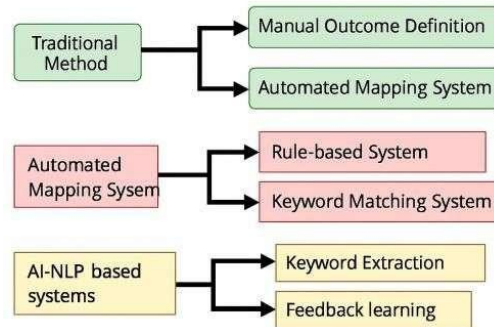 Traditional
Method
Manual Outcome Definition
Automated Mapping System
Automated
Mapping Sysem
Rule-based System
Keyword Matching System
AI-NLP based
systems
Keyword Extraction
Feedback learning